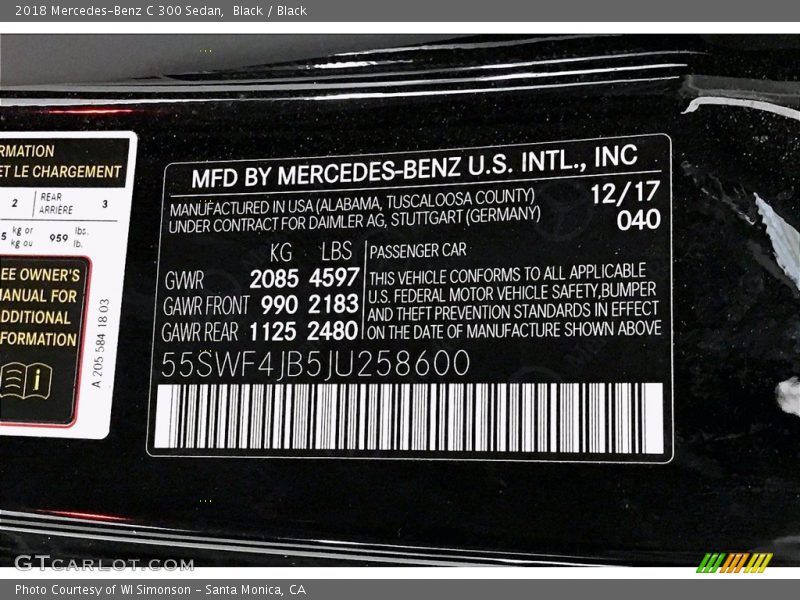 2018 Mercedes-Benz C 300 Sedan, Black / Black
RMATION
ET LE CHARGEMENT
2 REAR ARRIÈRE 3
5 kg or kg ou 959 lbs. lb.
EE OWNER'S
ANUAL FOR
DDITIONAL
FORMATION
A 205 584 18 03
MFD BY MERCEDES-BENZ U.S. INTL., INC
MANUFACTURED IN USA (ALABAMA, TUSCALOOSA COUNTY)
UNDER CONTRACT FOR DAIMLER AG, STUTTGART (GERMANY)
12/17
040
KG LBS PASSENGER CAR
GVWR 2085 4597
GAWR FRONT 990 2183
GAWR REAR 1125 2480
THIS VEHICLE CONFORMS TO ALL APPLICABLE
U.S. FEDERAL MOTOR VEHICLE SAFETY,BUMPER
AND THEFT PREVENTION STANDARDS IN EFFECT
ON THE DATE OF MANUFACTURE SHOWN ABOVE
55SWF4JB5JU258600
GTcarlot.com
Photo Courtesy of WI Simonson - Santa Monica, CA